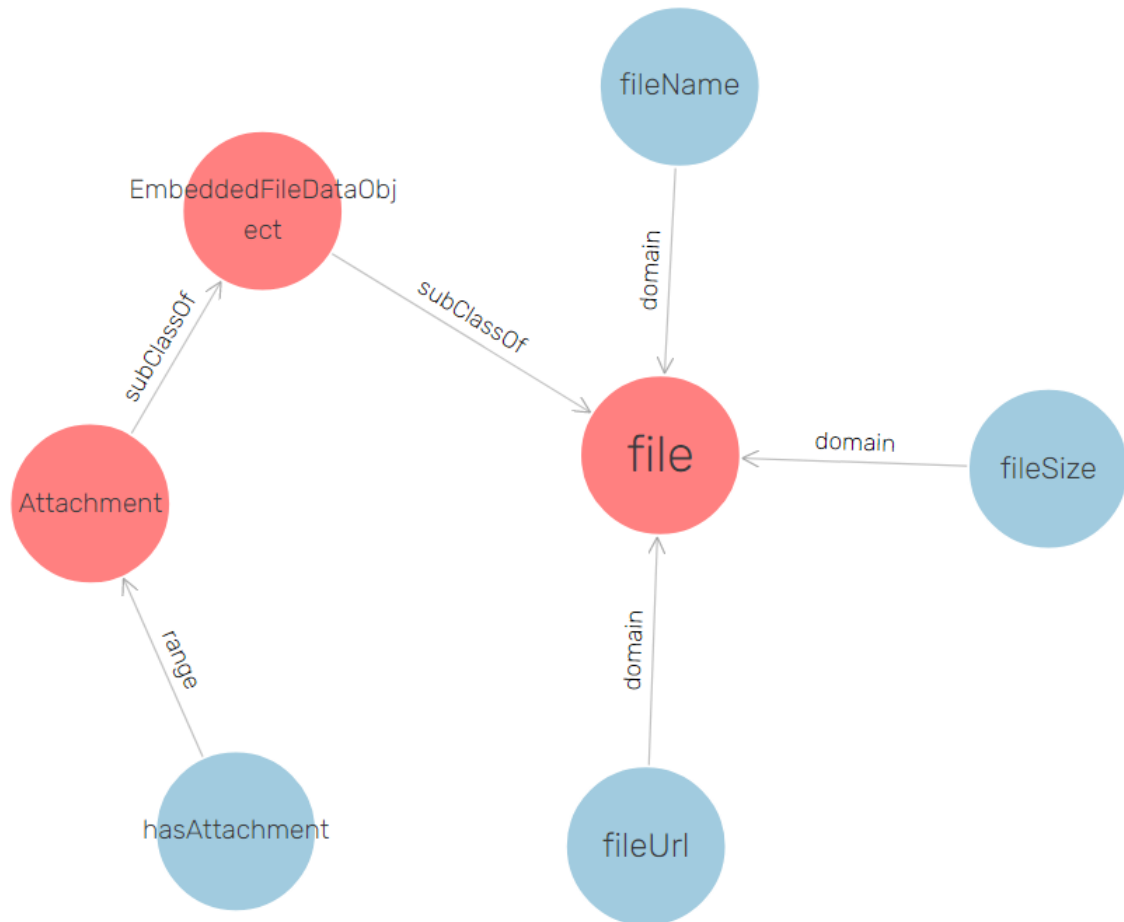 fileName
EmbeddedFileDataObj
ect
domain
subClassOf
subClassOf
file
domain
fileSize
Attachment
range
domain
hasAttachment
fileUrl